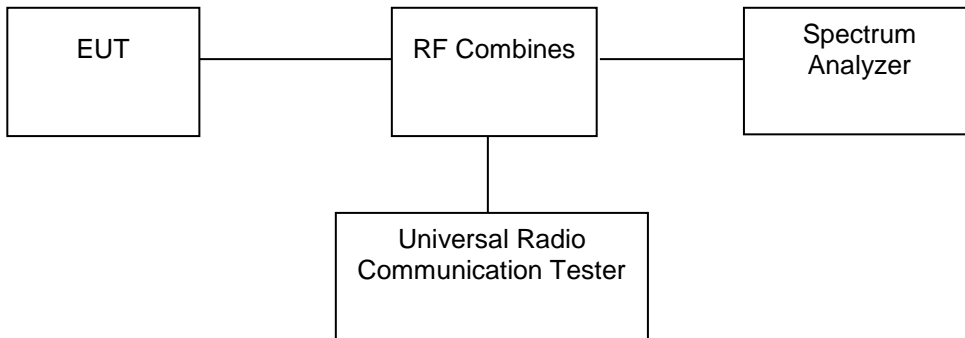 EUT
RF Combines
Spectrum
Analyzer
Universal Radio
Communication Tester